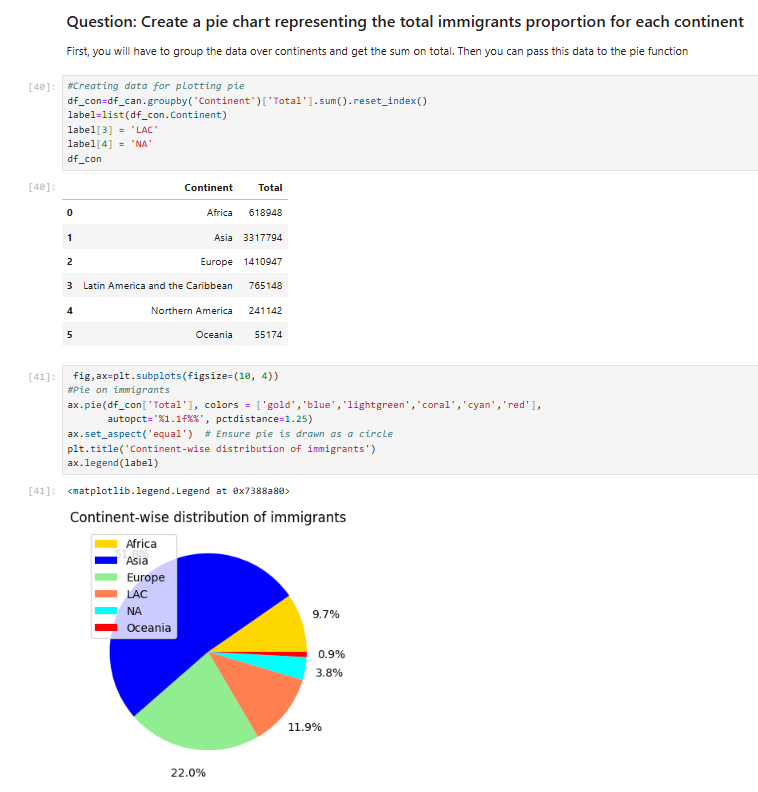 Question: Create a pie chart representing the total immigrants proportion for each continent
First, you will have to group the data over continents and get the sum on total. Then you can pass this data to the pie function
[40]: #Creating data for plotting pie
df_con=df_can.groupby('Continent')['Total'].sum().reset_index()
label=list(df_con.Continent)
label[3] = 'LAC'
label[4] = 'NA'
df_con
[40]: Continent Total
0 Africa 618948
1 Asia 3317794
2 Europe 1410947
3 Latin America and the Caribbean 765148
4 Northern America 241142
5 Oceania 55174
[41]: fig,ax=plt.subplots(figsize=(10, 4))
#Pie on immigrants
ax.pie(df_con['Total'], colors = ['gold','blue','lightgreen','coral','cyan','red'],
autopct='%1.1f%%', pctdistance=1.25)
ax.set_aspect('equal') # Ensure pie is drawn as a circle
plt.title('Continent-wise distribution of immigrants')
ax.legend(label)
[41]: <matplotlib.legend.Legend at 0x7388a80>
Continent-wise distribution of immigrants
Africa
51.8%
Asia
Europe
LAC
NA
Oceania
9.7%
0.9%
3.8%
11.9%
22.0%